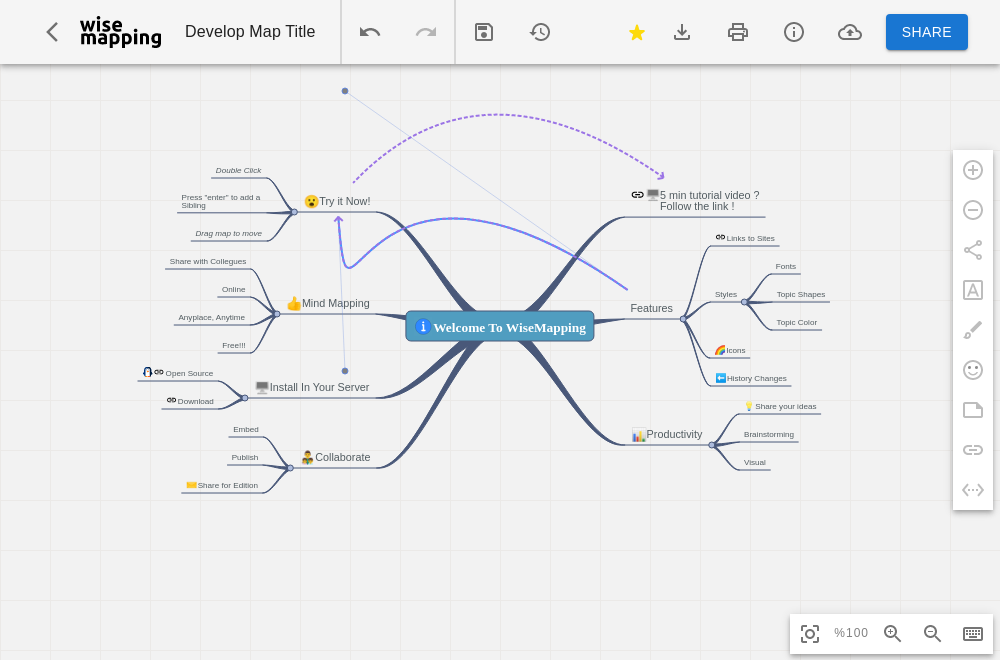 wise
mapping
Develop Map Title
SHARE
Double Click
Press "enter" to add a
Sibling
Drag map to move
Try it Now!
Share with Collegues
Online
Anyplace, Anytime
Free!!!
Mind Mapping
Open Source
Download
Install In Your Server
Embed
Publish
Share for Edition
Collaborate
Welcome To WiseMapping
5 min tutorial video ?
Follow the link !
Features
Links to Sites
Styles
Fonts
Topic Shapes
Topic Color
Icons
History Changes
Productivity
Share your ideas
Brainstorming
Visual
%100